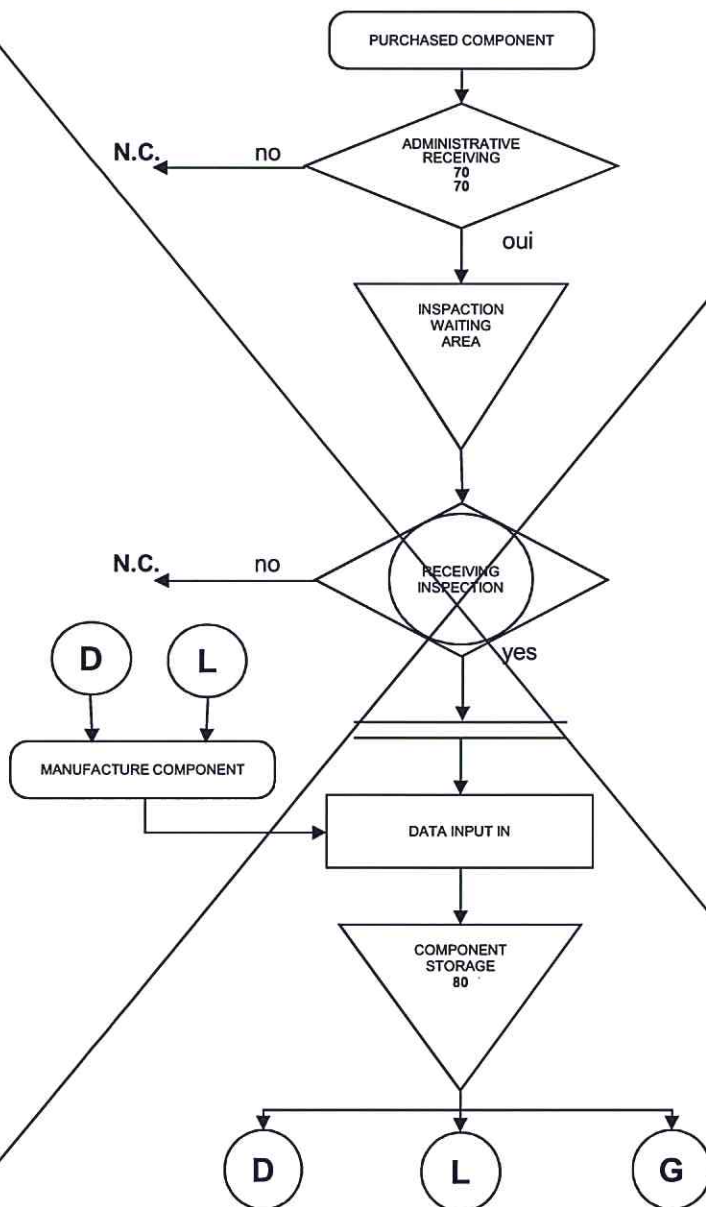 PURCHASED COMPONENT
ADMINISTRATIVE
RECEIVING
70
70
N.C.
no
oui
INSPACTION
WAITING
AREA
N.C.
no
RECEIVING
INSPECTION
yes
D
L
MANUFACTURE COMPONENT
DATA INPUT IN
COMPONENT
STORAGE
80
D
L
G